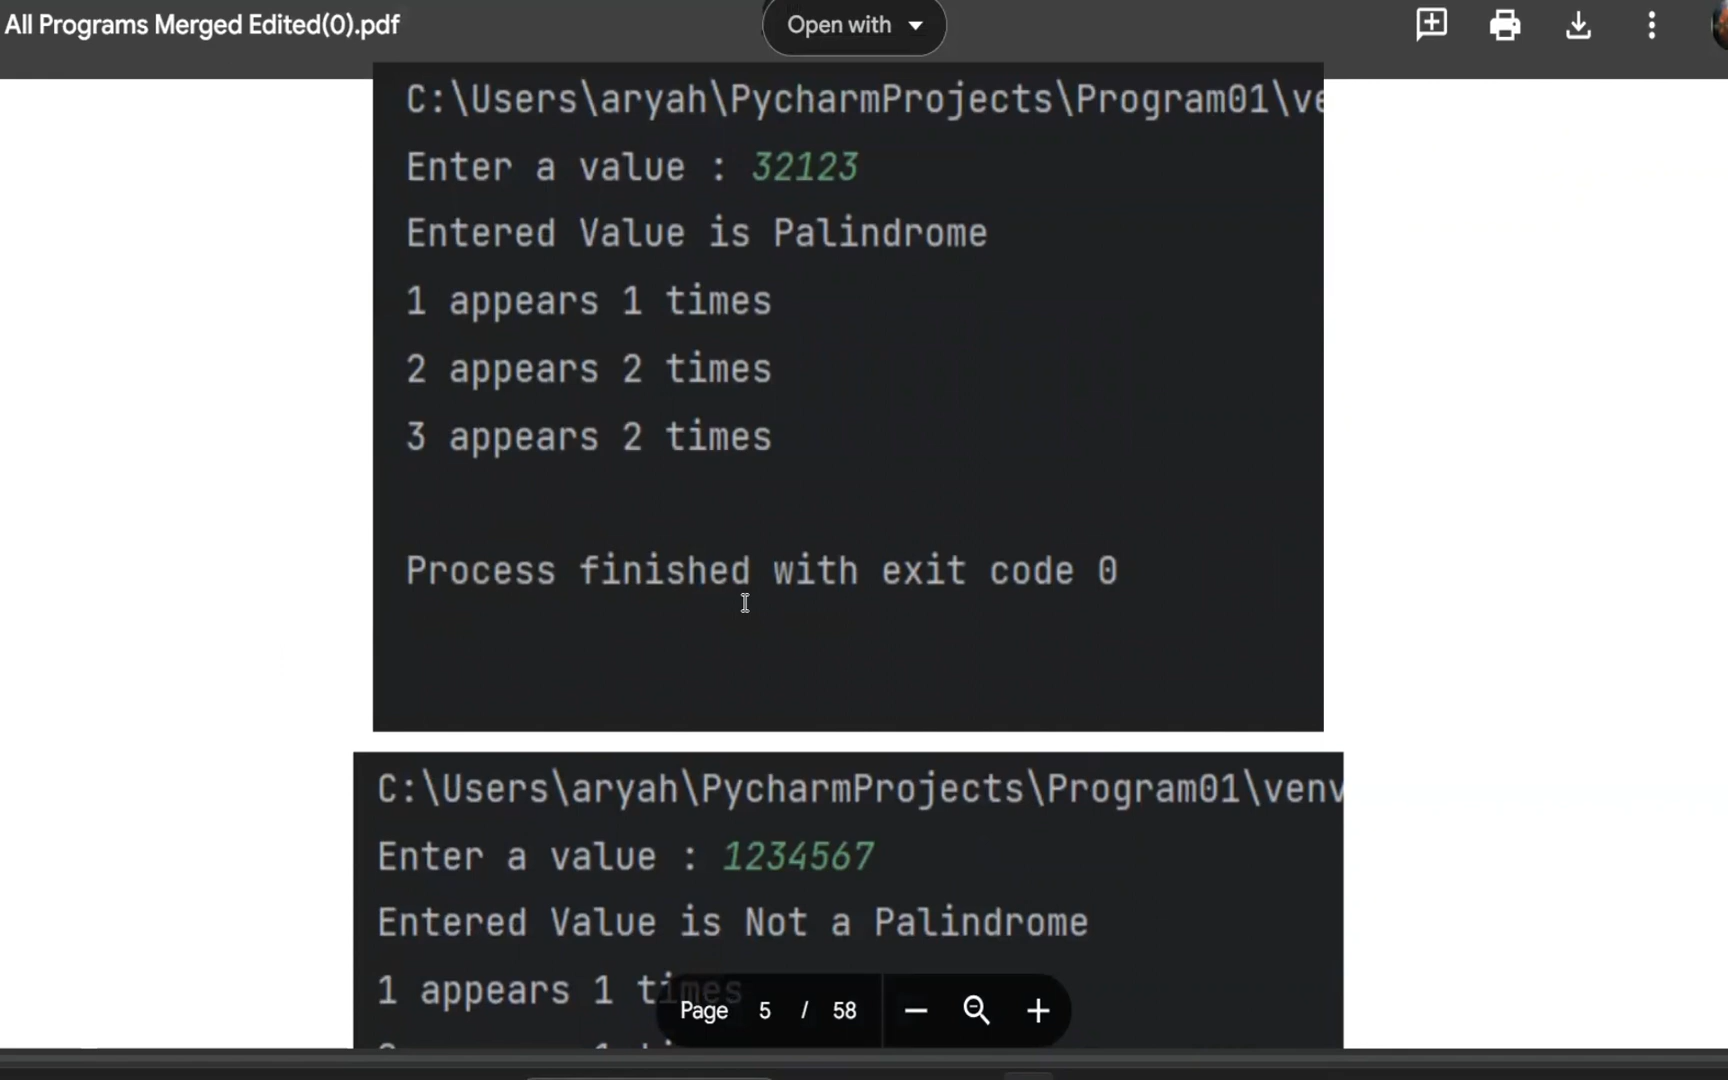 All Programs Merged Edited(0).pdf
Open with
C:\Users\aryah\PycharmProjects\Program01\ve
Enter a value : 32123
Entered Value is Palindrome
1 appears 1 times
2 appears 2 times
3 appears 2 times
Process finished with exit code 0
C:\Users\aryah\PycharmProjects\Program01\venv
Enter a value : 1234567
Entered Value is Not a Palindrome
1 appears 1 times
Page 5 / 58